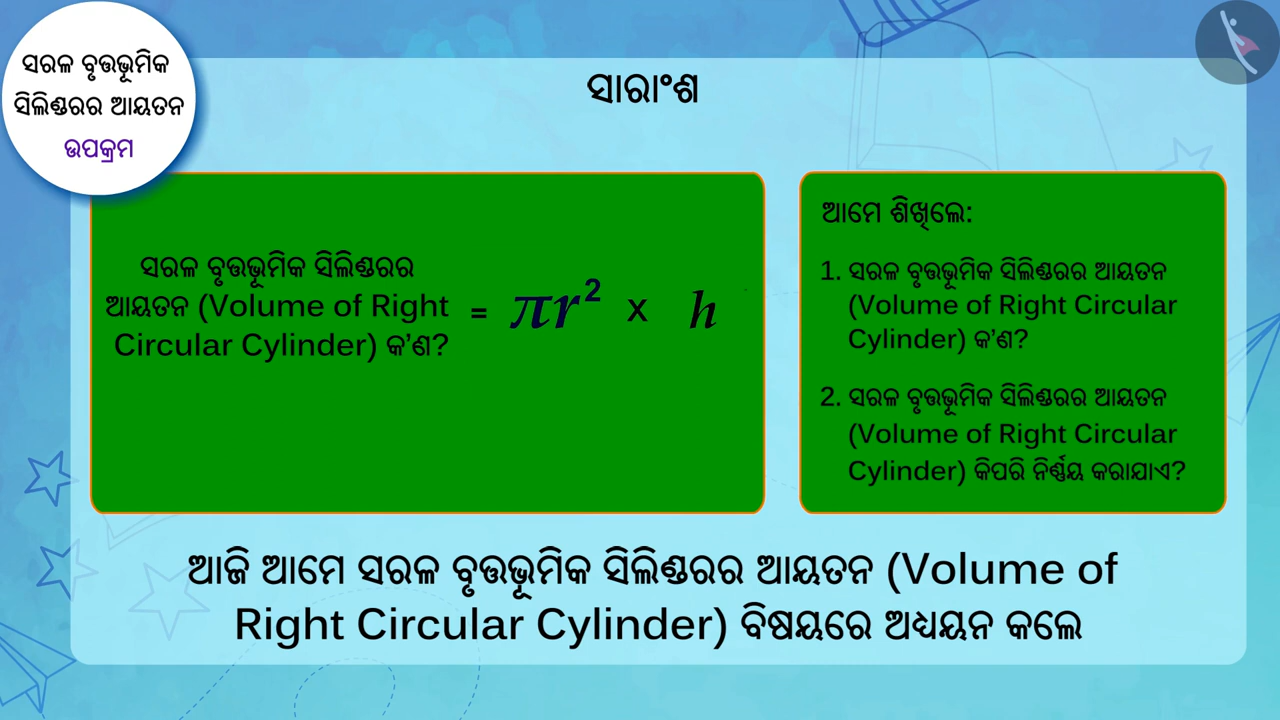 ସରଳ ବୃତ୍ତଭୂମିକ
ସିଲିଣ୍ଡରର ଆୟତନ
ଉପକ୍ରମ
ସାରାଂଶ
ସରଳ ବୃତ୍ତଭୂମିକ ସିଲିଣ୍ଡରର
ଆୟତନ (Volume of Right
Circular Cylinder) କ’ଣ?
= πr² x h
ଆମେ ଶିଖିଲେ:
1. ସରଳ ବୃତ୍ତଭୂମିକ ସିଲିଣ୍ଡରର ଆୟତନ
(Volume of Right Circular
Cylinder) କ’ଣ?
2. ସରଳ ବୃତ୍ତଭୂମିକ ସିଲିଣ୍ଡରର ଆୟତନ
(Volume of Right Circular
Cylinder) କିପରି ନିର୍ଣ୍ଣୟ କରାଯାଏ?
ଆଜି ଆମେ ସରଳ ବୃତ୍ତଭୂମିକ ସିଲିଣ୍ଡରର ଆୟତନ (Volume of
Right Circular Cylinder) ବିଷୟରେ ଅଧ୍ୟୟନ କଲେ